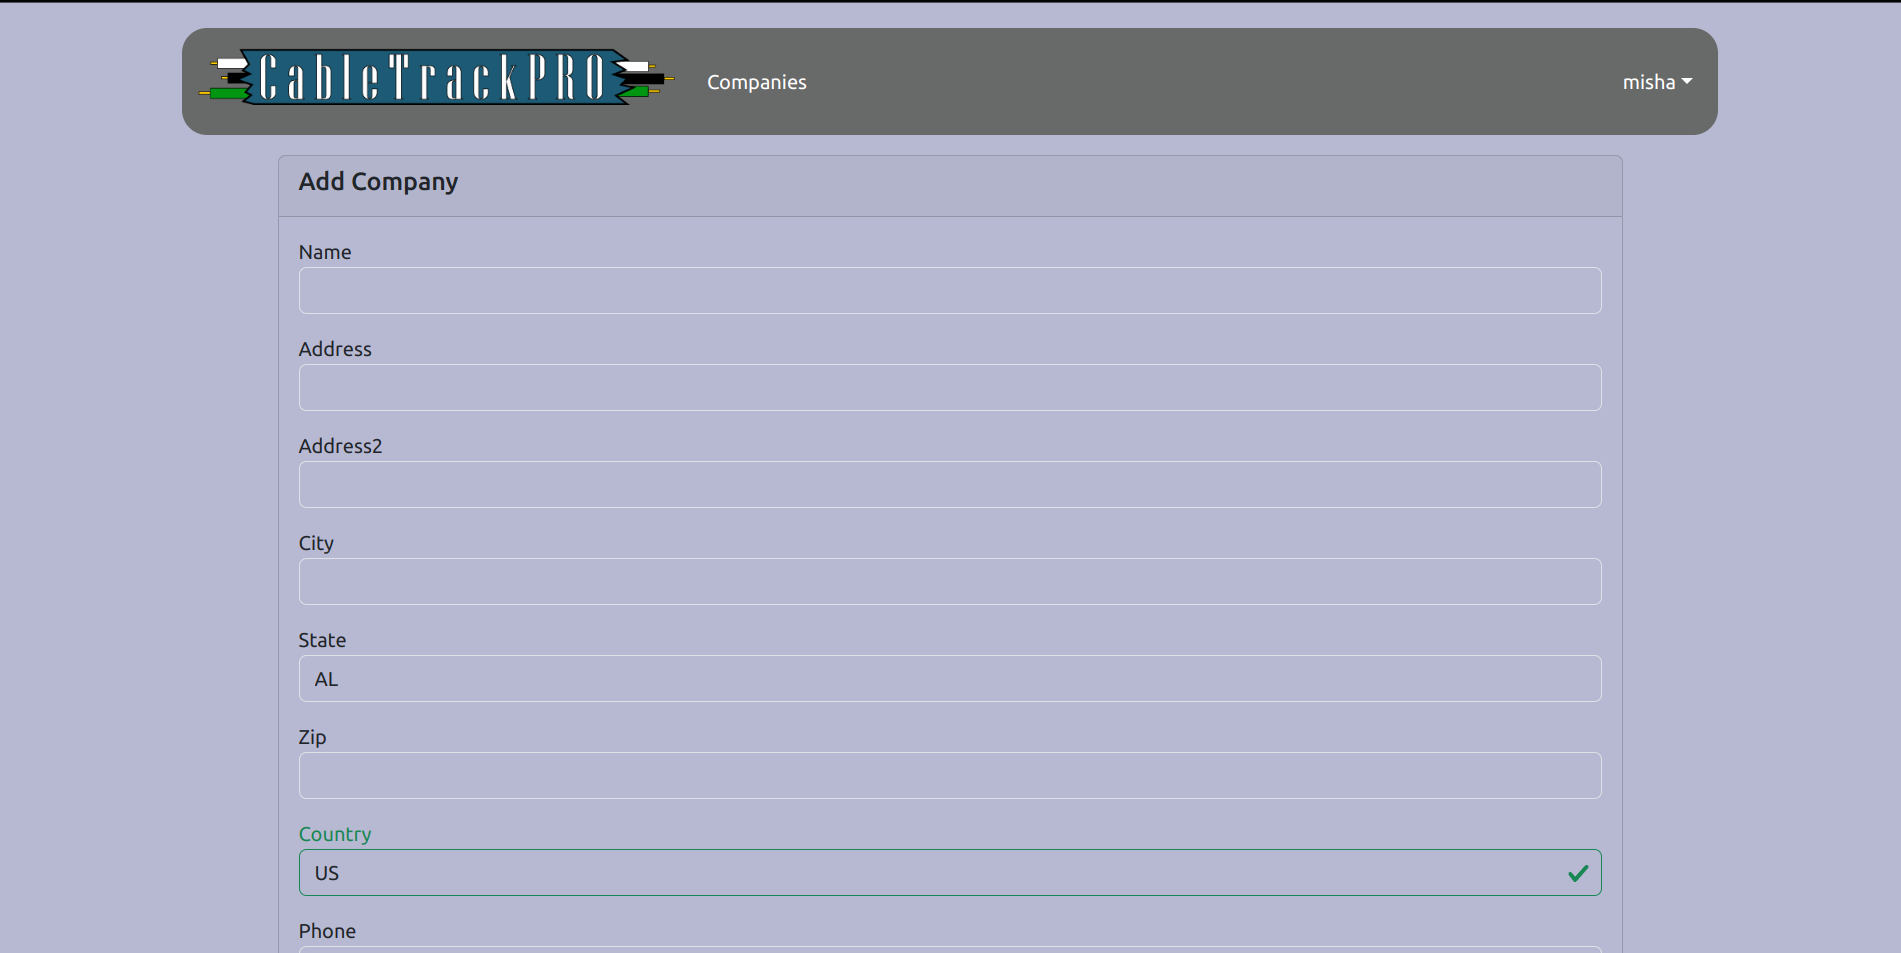 CableTrackPRO
Companies
misha
Add Company
Name
Address
Address2
City
State
AL
Zip
Country
US
Phone